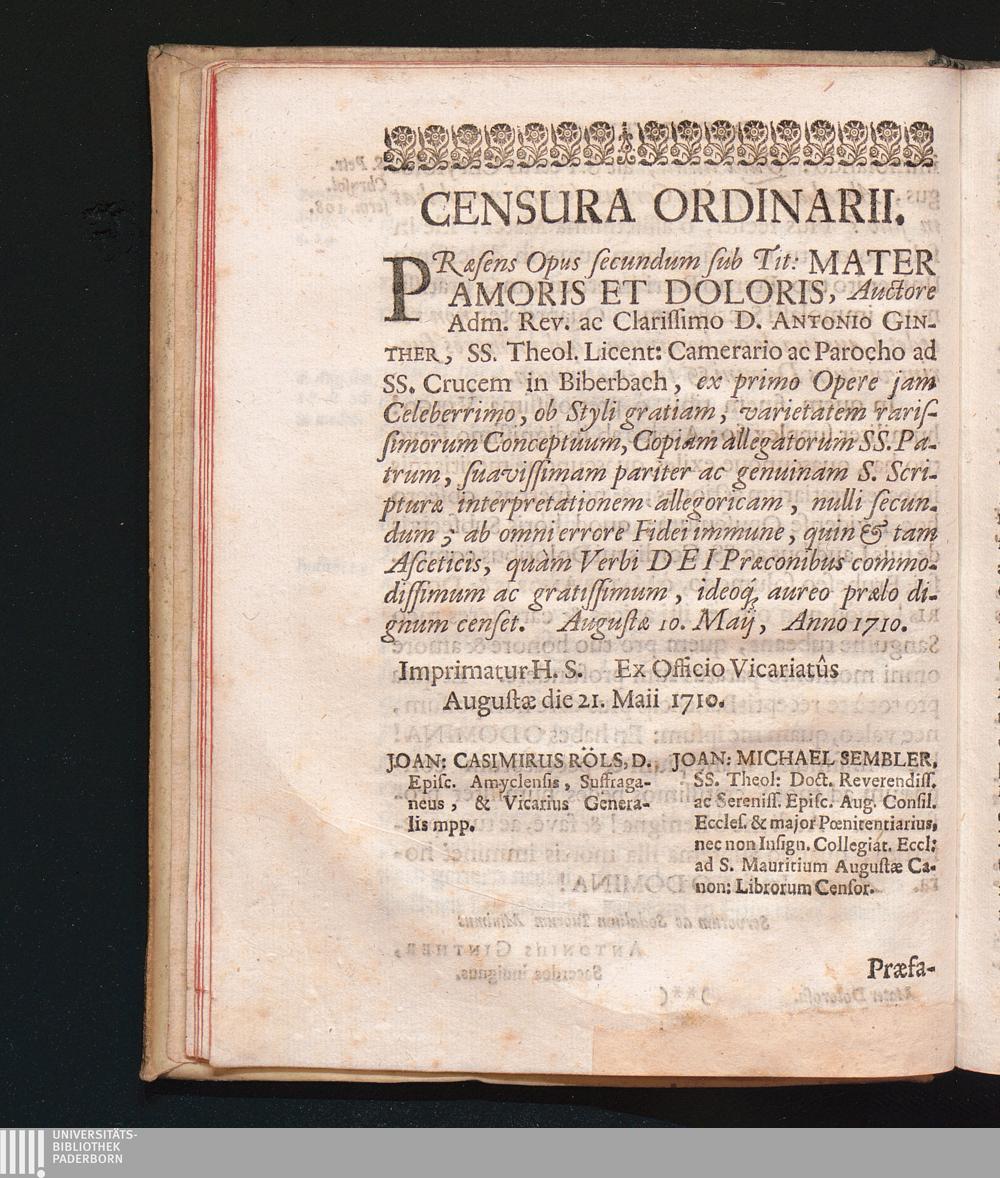 CENSURA ORDINARII.
PRæſens Opus ſecundum ſub Tit: MATER
AMORIS ET DOLORIS, Auctore
Adm. Rev. ac Clariſſimo D. ANTONIO GIN-
THER, SS. Theol. Licent: Camerario ac Parocho ad
SS. Crucem in Biberbach, ex primo Opere jam
Celeberrimo, ob Styli gratiam, varietatem rariſ-
ſimorum Conceptuum, Copiam allegatorum SS. Pa-
trum, ſuaviſſimam pariter ac genuinam S. Scri-
pturæ interpretationem allegoricam, nulli ſecun-
dum; ab omni errore Fidei immune, quin & tam
Aſceticis, quàm Verbi DEI Præconibus commo-
diſſimum ac gratiſſimum, ideoq́; aureo prælo di-
gnum cenſet. Auguſtæ 10. Maij, Anno 1710.
Imprimatur H. S. Ex Officio Vicariatûs
Auguſtæ die 21. Maii 1710.
JOAN: CASIMIRUS RÖLS, D.
Epiſc. Amyclenſis, Suffraga-
neus, & Vicarius Genera-
lis mpp.
JOAN: MICHAEL SEMBLER,
SS. Theol: Doct. Reverendiſſ.
ac Sereniſſ. Epiſc. Aug. Conſil.
Eccleſ. & major Pœnitentiarius,
nec non Inſign. Collegiat. Eccl:
ad S. Mauritium Auguſtæ Ca-
non: Librorum Cenſor.
Præfa-
UNIVERSITÄTS-
BIBLIOTHEK
PADERBORN